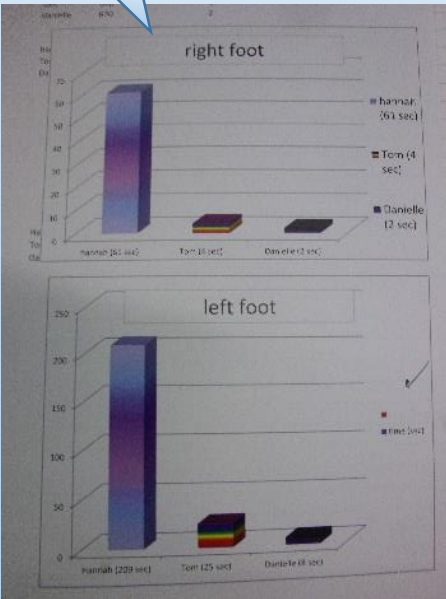 right foot
70
60
50
40
30
20
10
0
hannah (61 sec)
Tom (4 sec)
Danielle (2 sec)
hannah
(61 sec)
Tom (4
sec)
Danielle
(2 sec)
left foot
250
200
150
100
50
0
Hannah (209 sec)
Tom (25 sec)
Danielle (8 sec)
time (sec)